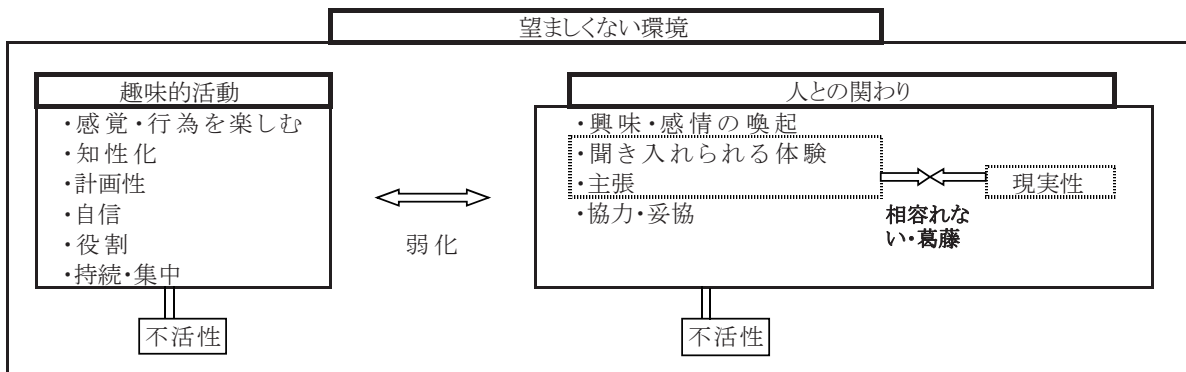 望ましくない環境
趣味的活動
・感覚・行為を楽しむ
・知性化
・計画性
・自信
・役割
・持続・集中
不活性
弱化
人との関わり
・興味・感情の喚起
・聞き入れられる体験
・主張
・協力・妥協
現実性
相容れな
い・葛藤
不活性